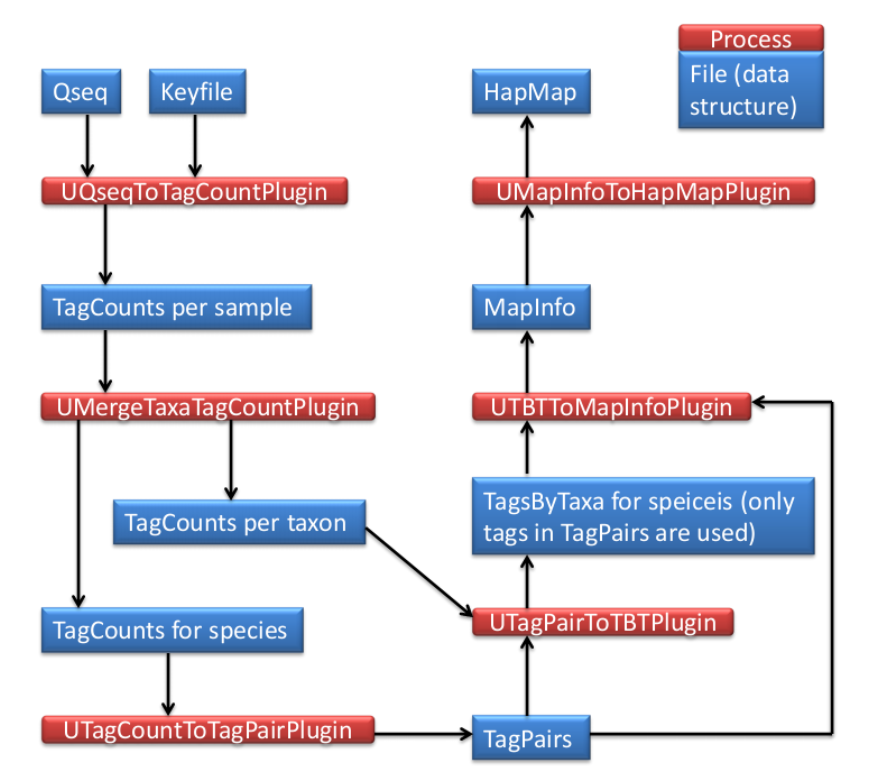 Process
File (data
structure)
Qseq
Keyfile
UQseqToTagCountPlugin
TagCounts per sample
UMergeTaxaTagCountPlugin
TagCounts per taxon
TagCounts for species
UTagCountToTagPairPlugin
HapMap
UMapInfoToHapMapPlugin
MapInfo
UTBTToMapInfoPlugin
TagsByTaxa for speiceis (only
tags in TagPairs are used)
UTagPairToTBTPlugin
TagPairs